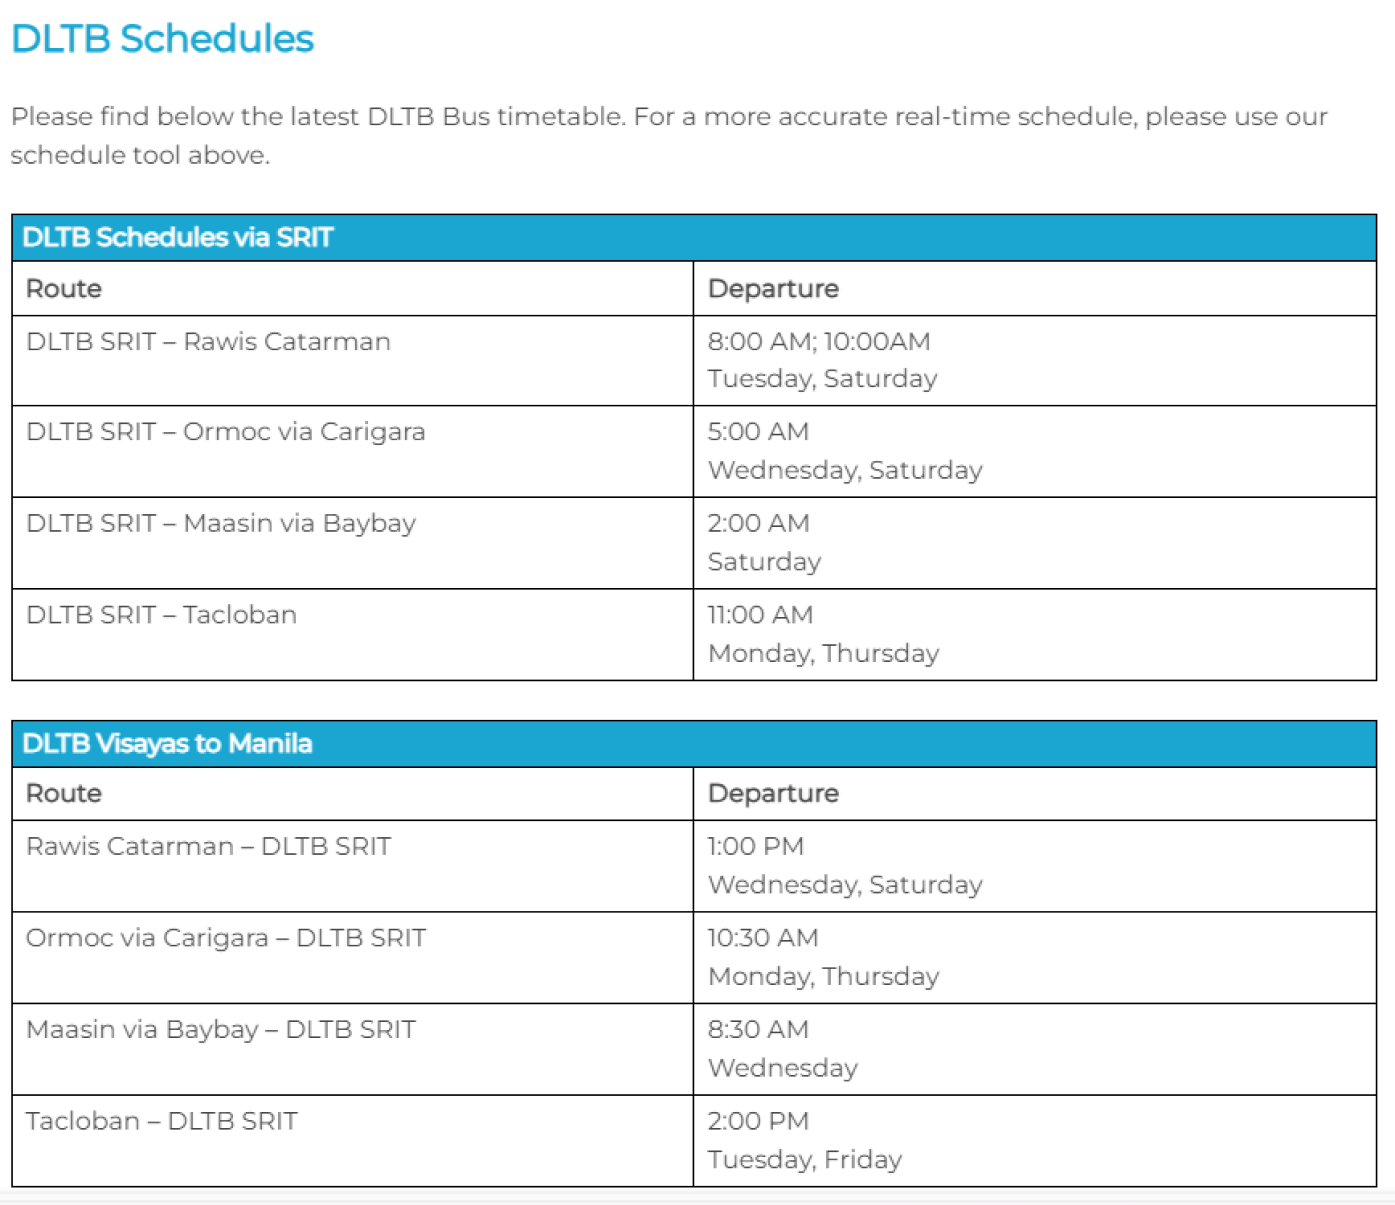 DLTB Schedules
Please find below the latest DLTB Bus timetable. For a more accurate real-time schedule, please use our
schedule tool above.
DLTB Schedules via SRIT
Route
Departure
DLTB SRIT – Rawis Catarman
8:00 AM; 10:00AM
Tuesday, Saturday
DLTB SRIT – Ormoc via Carigara
5:00 AM
Wednesday, Saturday
DLTB SRIT – Maasin via Baybay
2:00 AM
Saturday
DLTB SRIT – Tacloban
11:00 AM
Monday, Thursday
DLTB Visayas to Manila
Route
Departure
Rawis Catarman – DLTB SRIT
1:00 PM
Wednesday, Saturday
Ormoc via Carigara – DLTB SRIT
10:30 AM
Monday, Thursday
Maasin via Baybay – DLTB SRIT
8:30 AM
Wednesday
Tacloban – DLTB SRIT
2:00 PM
Tuesday, Friday